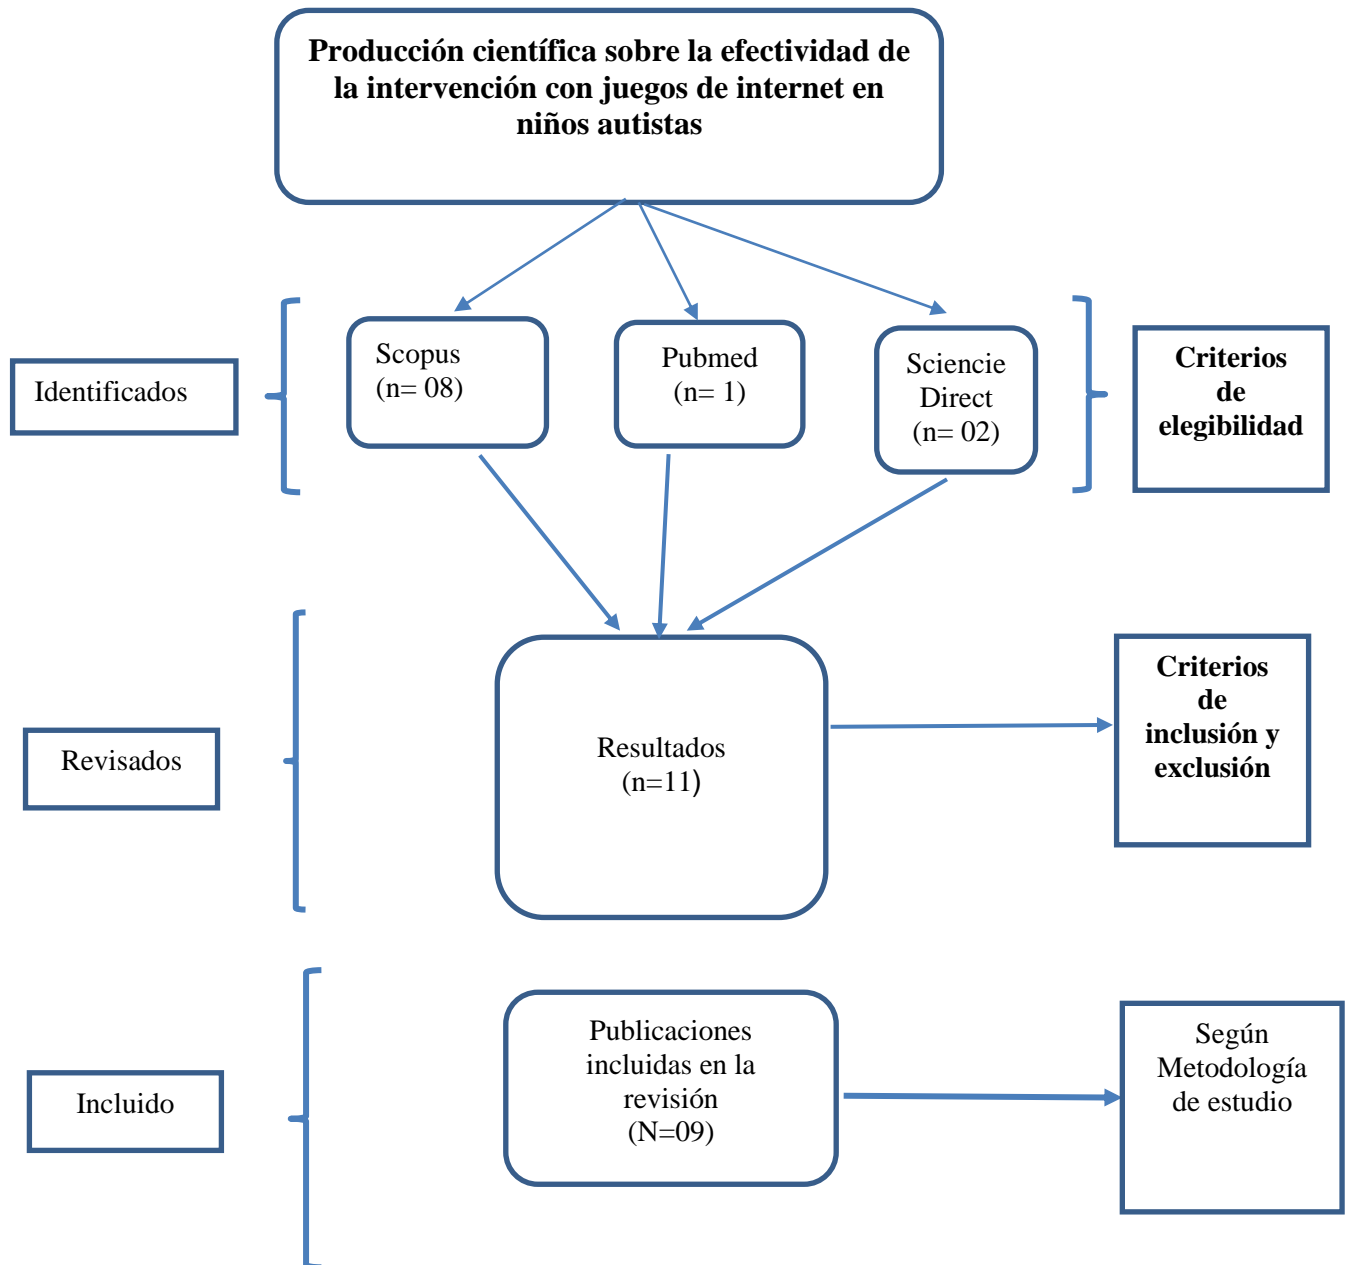 Producción científica sobre la efectividad de
la intervención con juegos de internet en
niños autistas
Identificados
Scopus
(n= 08)
Pubmed
(n= 1)
Sciencie
Direct
(n= 02)
Criterios
de
elegibilidad
Revisados
Resultados
(n=11)
Criterios
de
inclusión y
exclusión
Incluido
Publicaciones
incluidas en la
revisión
(N=09)
Según
Metodología
de estudio